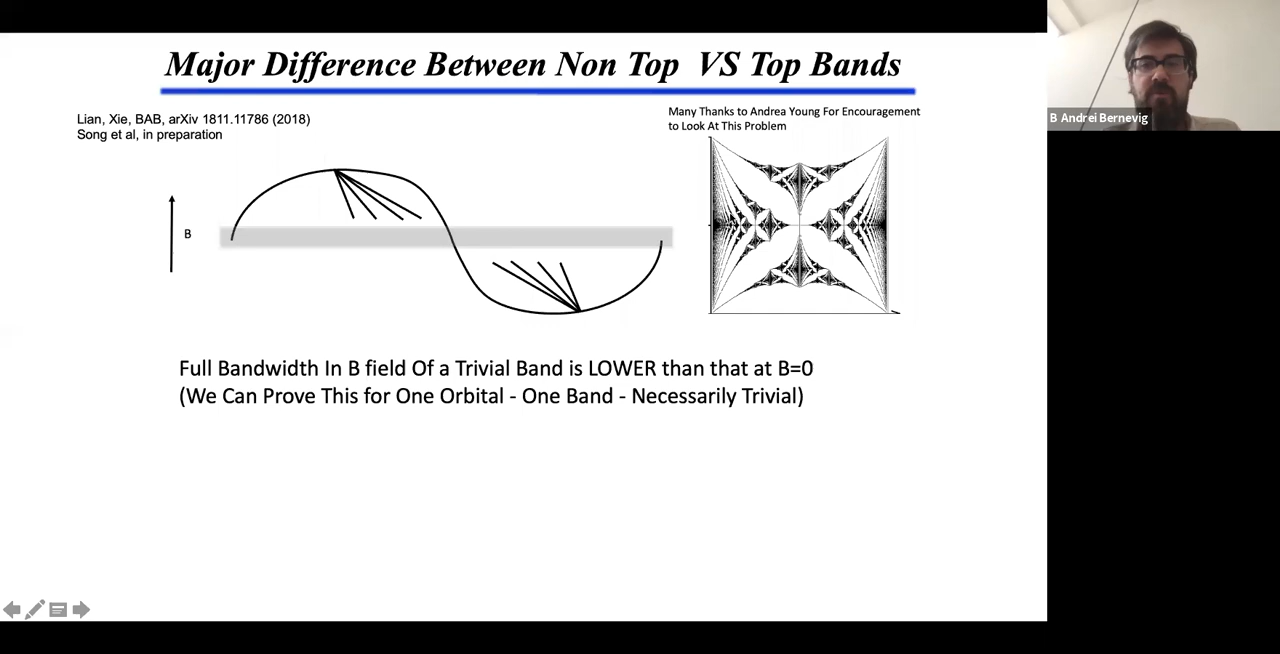 Major Difference Between Non Top VS Top Bands
Lian, Xie, BAB, arXiv 1811.11786 (2018)
Song et al, in preparation
Many Thanks to Andrea Young For Encouragement
to Look At This Problem
B
Full Bandwidth In B field Of a Trivial Band is LOWER than that at B=0
(We Can Prove This for One Orbital - One Band - Necessarily Trivial)
B Andrei Bernevig